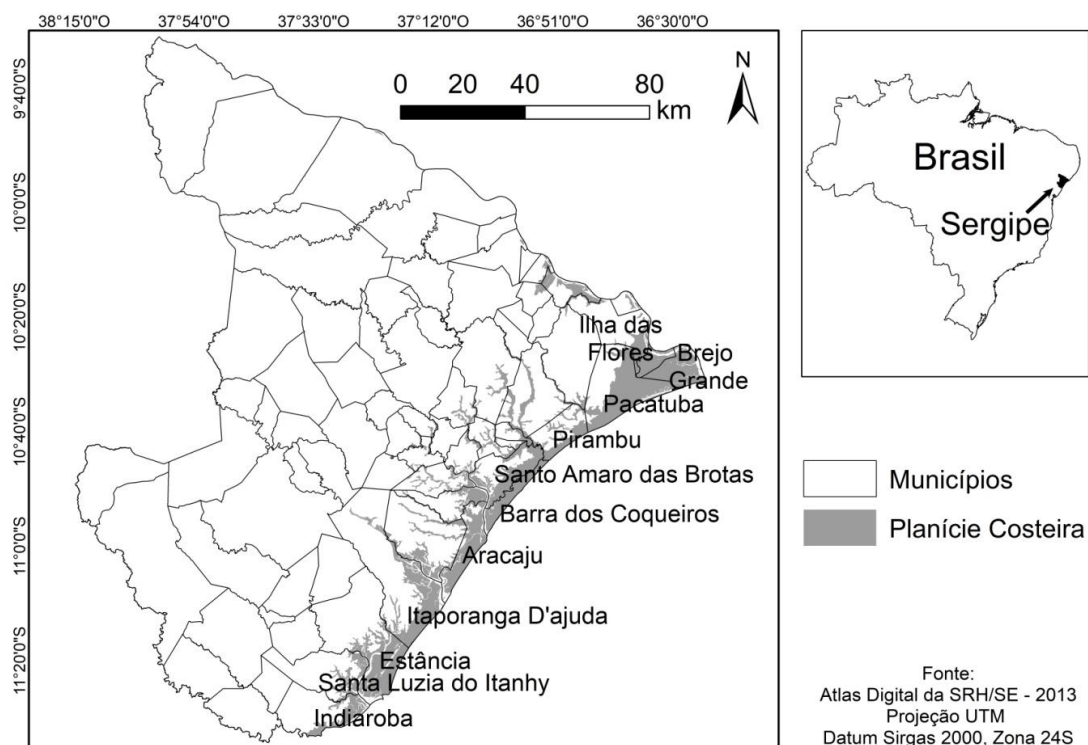 38°15'0"O 37°54'0"O 37°33'0"O 37°12'0"O 36°51'0"O 36°30'0"O
9°40'0"S
10°0'0"S
10°20'0"S
10°40'0"S
11°0'0"S
11°20'0"S
0 20 40 80
km
N
Ilha das
Flores Brejo
Grande
Pacatuba
Pirambu
Santo Amaro das Brotas
Barra dos Coqueiros
Aracaju
Itaporanga D'ajuda
Estância
Santa Luzia do Itanhy
Indiaroba
Brasil
Sergipe
Municípios
Planície Costeira
Fonte:
Atlas Digital da SRH/SE - 2013
Projeção UTM
Datum Sirgas 2000, Zona 24S